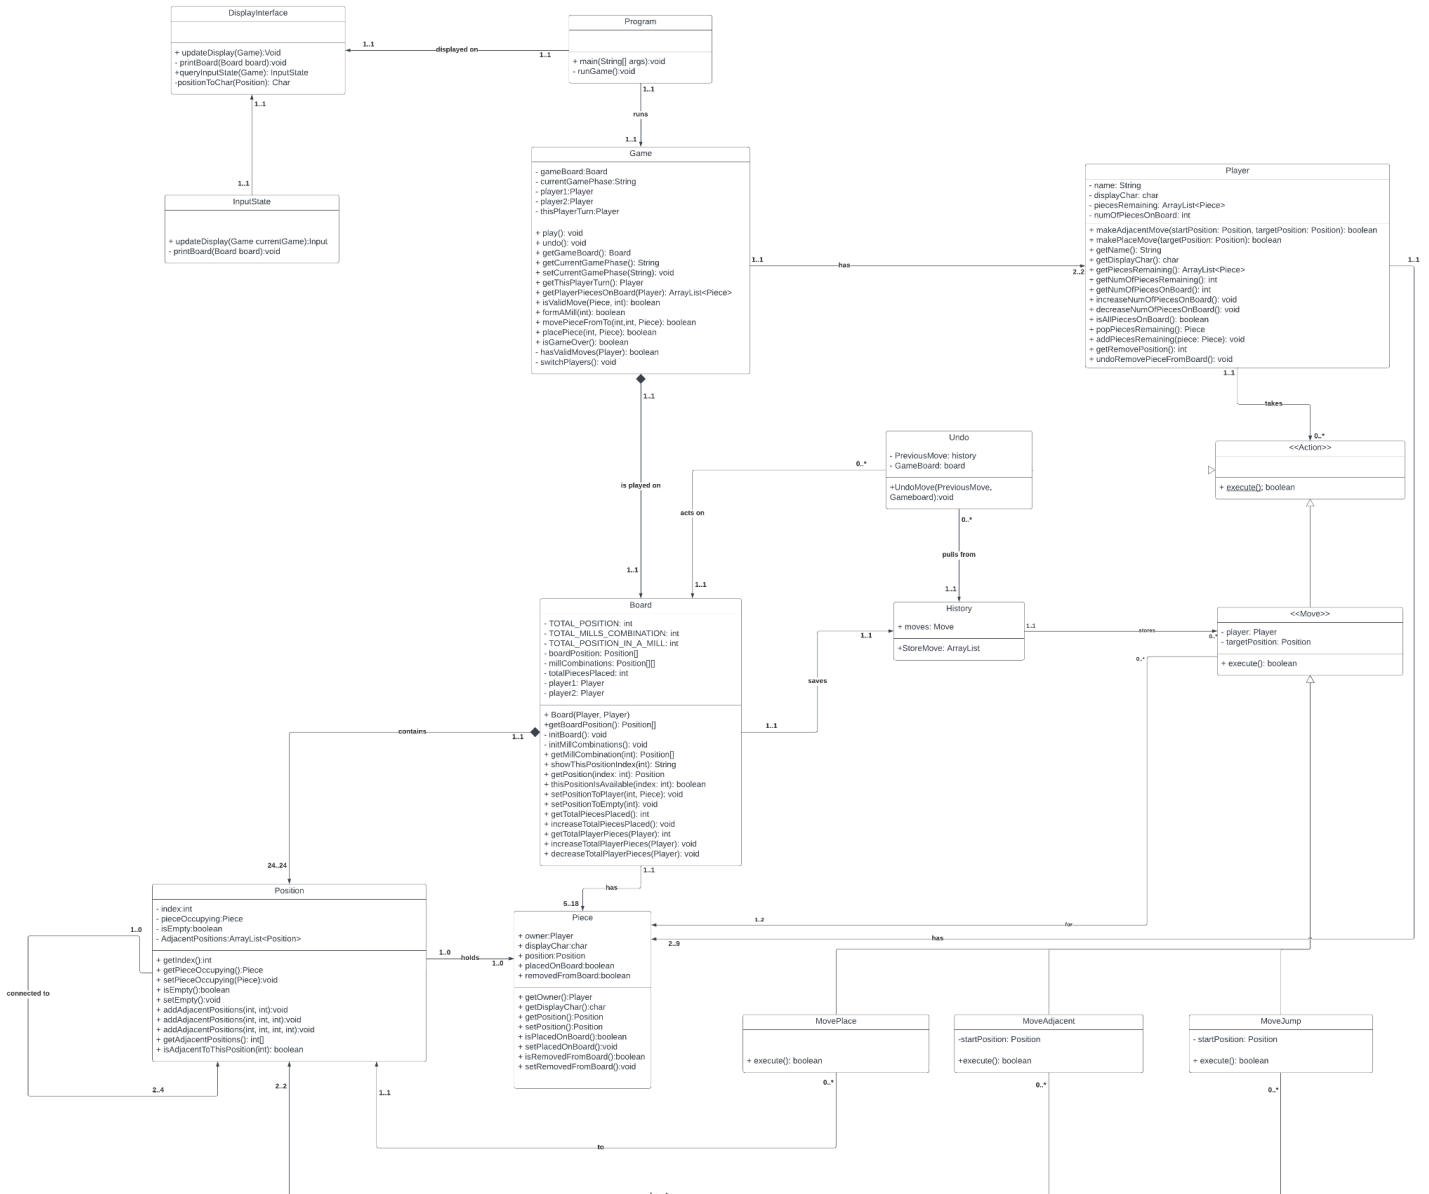 DisplayInterface
+ updateDisplay(Game):Void
- printBoard(Board board):void
+queryInputState(Game): InputState
-positionToChar(Position): Char
1..1
displayed on
1..1
Program
+ main(String[] args):void
- runGame():void
1..1
runs
1..1
1..1
1..1
InputState
+ updateDisplay(Game currentGame):Input
- printBoard(Board board):void
Game
- gameBoard:Board
- currentGamePhase:String
- player1:Player
- player2:Player
- thisPlayerTurn:Player
+ play(): void
+ undo(): void
+ getGameBoard(): Board
+ getCurrentGamePhase(): String
+ setCurrentGamePhase(String): void
+ getThisPlayerTurn(): Player
+ getPlayerPiecesOnBoard(Player): ArrayList<Piece>
+ isValidMove(Piece, int): boolean
+ formAMill(int): boolean
+ movePieceFromTo(int,int, Piece): boolean
+ placePiece(int, Piece): boolean
+ isGameOver(): boolean
- hasValidMoves(Player): boolean
- switchPlayers(): void
1..1
has
2..2
Player
- name: String
- displayChar: char
- piecesRemaining: ArrayList<Piece>
- numOfPiecesOnBoard: int
+ makeAdjacentMove(startPosition: Position, targetPosition: Position): boolean
+ makePlaceMove(targetPosition: Position): boolean
+ getName(): String
+ getDisplayChar(): char
+ getPiecesRemaining(): ArrayList<Piece>
+ getNumOfPiecesRemaining(): int
+ getNumOfPiecesOnBoard(): int
+ increaseNumOfPiecesOnBoard(): void
+ decreaseNumOfPiecesOnBoard(): void
+ isAllPiecesOnBoard(): boolean
+ popPiecesRemaining(): Piece
+ addPiecesRemaining(piece: Piece): void
+ getRemovePosition(): int
+ undoRemovePieceFromBoard(): void
1..1
1..1
takes
0..*
<<Action>>
+ execute(); boolean
1..1
is played on
1..1
Undo
- PreviousMove: history
- GameBoard: board
+UndoMove(PreviousMove,
Gameboard):void
0..*
acts on
1..1
0..*
pulls from
1..1
History
+ moves: Move
+StoreMove: ArrayList
1..1
stores
0..*
<<Move>>
- player: Player
- targetPosition: Position
+ execute(): boolean
0..*
Board
- TOTAL_POSITION: int
- TOTAL_MILLS_COMBINATION: int
- TOTAL_POSITION_IN_A_MILL: int
- boardPosition: Position[]
- millCombinations: Position[][]
- totalPiecesPlaced: int
- player1: Player
- player2: Player
+ Board(Player, Player)
+getBoardPosition(): Position[]
- initBoard(): void
- initMillCombinations(): void
+ getMillCombination(int): Position[]
+ showThisPositionIndex(int): String
+ getPosition(index: int): Position
+ thisPositionIsAvailable(index: int): boolean
+ setPositionToPlayer(int, Piece): void
+ setPositionToEmpty(int): void
+ getTotalPiecesPlaced(): int
+ increaseTotalPiecesPlaced(): void
+ getTotalPlayerPieces(Player): int
+ increaseTotalPlayerPieces(Player): void
+ decreaseTotalPlayerPieces(Player): void
1..1
saves
1..1
contains
1..1
24..24
1..1
has
5..18
Position
- index:int
- pieceOccupying:Piece
- isEmpty:boolean
- AdjacentPositions:ArrayList<Position>
+ getIndex():int
+ getPieceOccupying():Piece
+ setPieceOccupying(Piece):void
+ isEmpty():boolean
+ setEmpty():void
+ addAdjacentPositions(int, int):void
+ addAdjacentPositions(int, int, int):void
+ addAdjacentPositions(int, int, int, int):void
+ getAdjacentPositions(): int[]
+ isAdjacentToThisPosition(int): boolean
1..0
connected to
2..4
1..0
holds
1..0
Piece
+ owner:Player
+ displayChar:char
+ position:Position
+ placedOnBoard:boolean
+ removedFromBoard:boolean
+ getOwner():Player
+ getDisplayChar():char
+ getPosition():Position
+ setPosition():Position
+ isPlacedOnBoard():boolean
+ setPlacedOnBoard():void
+ isRemovedFromBoard():boolean
+ setRemovedFromBoard():void
1..2
for
2..9
has
MovePlace
+ execute(): boolean
MoveAdjacent
-startPosition: Position
+execute(): boolean
MoveJump
- startPosition: Position
+ execute(): boolean
0..*
0..*
0..*
2..2
1..1
to